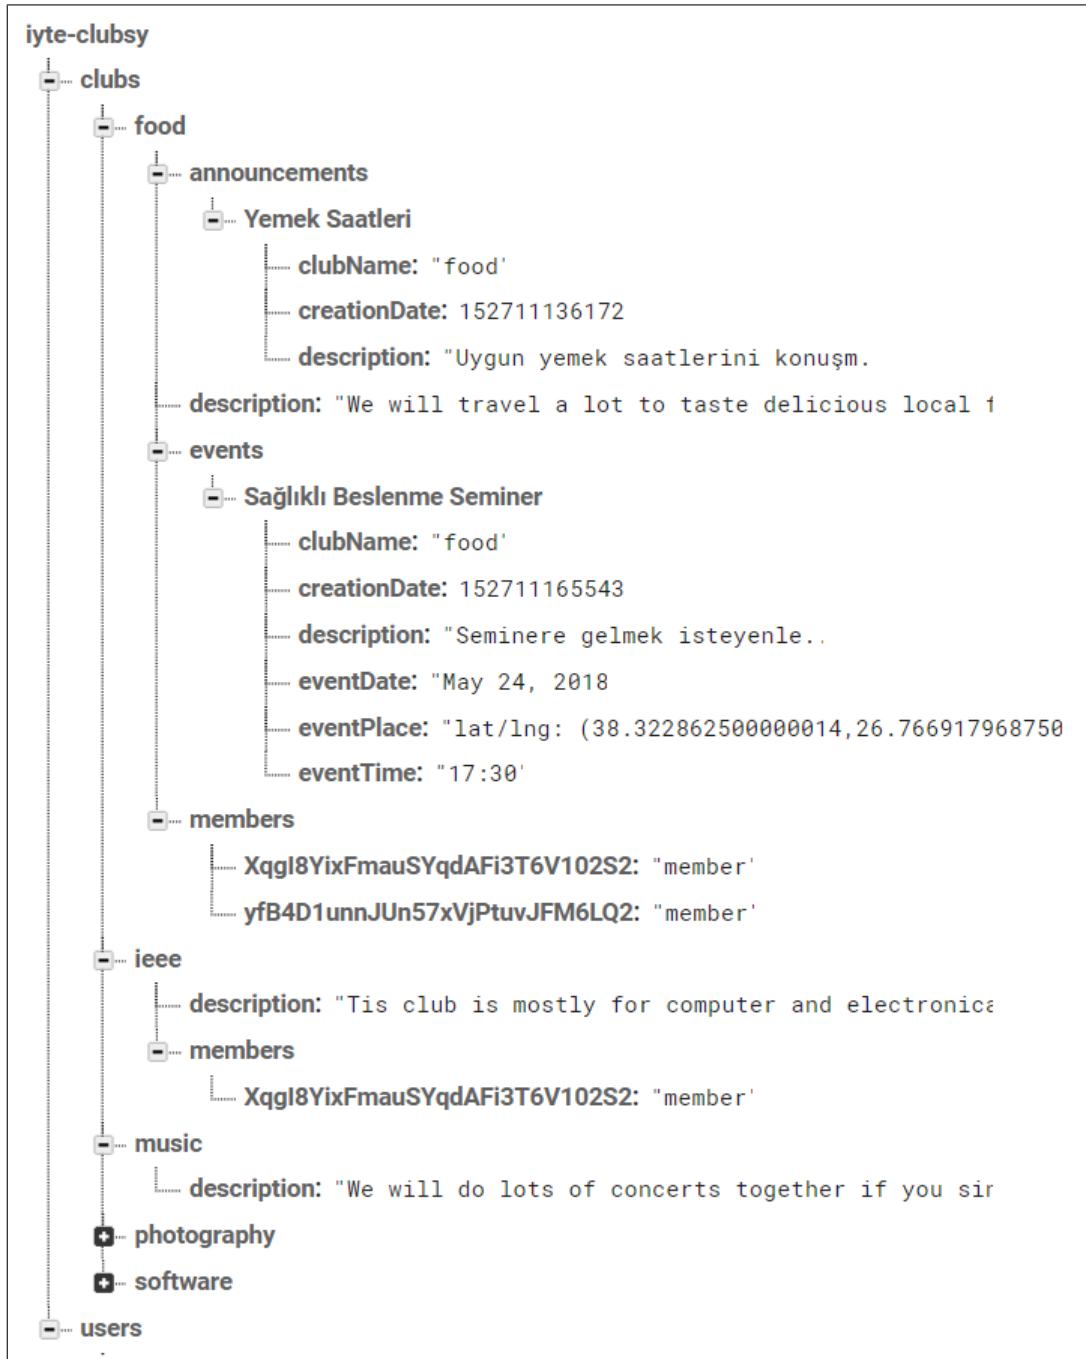 iyte-clubsy
clubs
food
announcements
Yemek Saatleri
clubName: "food'
creationDate: 152711136172
description: "Uygun yemek saatlerini konuşm.
description: "We will travel a lot to taste delicious local f
events
Sağlıklı Beslenme Seminer
clubName: "food'
creationDate: 152711165543
description: "Seminere gelmek isteyenle..
eventDate: "May 24, 2018
eventPlace: "lat/lng: (38.322862500000014,26.766917968750
eventTime: "17:30'
members
XqgI8YixFmauSYqdAFi3T6V102S2: "member'
yfB4D1unnJUn57xVjPtuvJFM6LQ2: "member'
ieee
description: "Tis club is mostly for computer and electronica
members
XqgI8YixFmauSYqdAFi3T6V102S2: "member'
music
description: "We will do lots of concerts together if you sin
photography
software
users